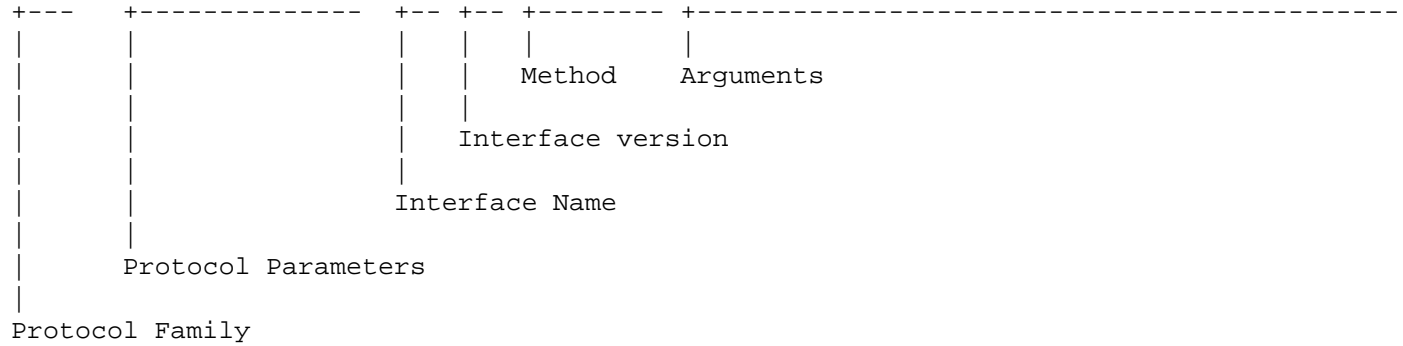 Method Arguments
Interface version
Interface Name
Protocol Parameters
Protocol Family